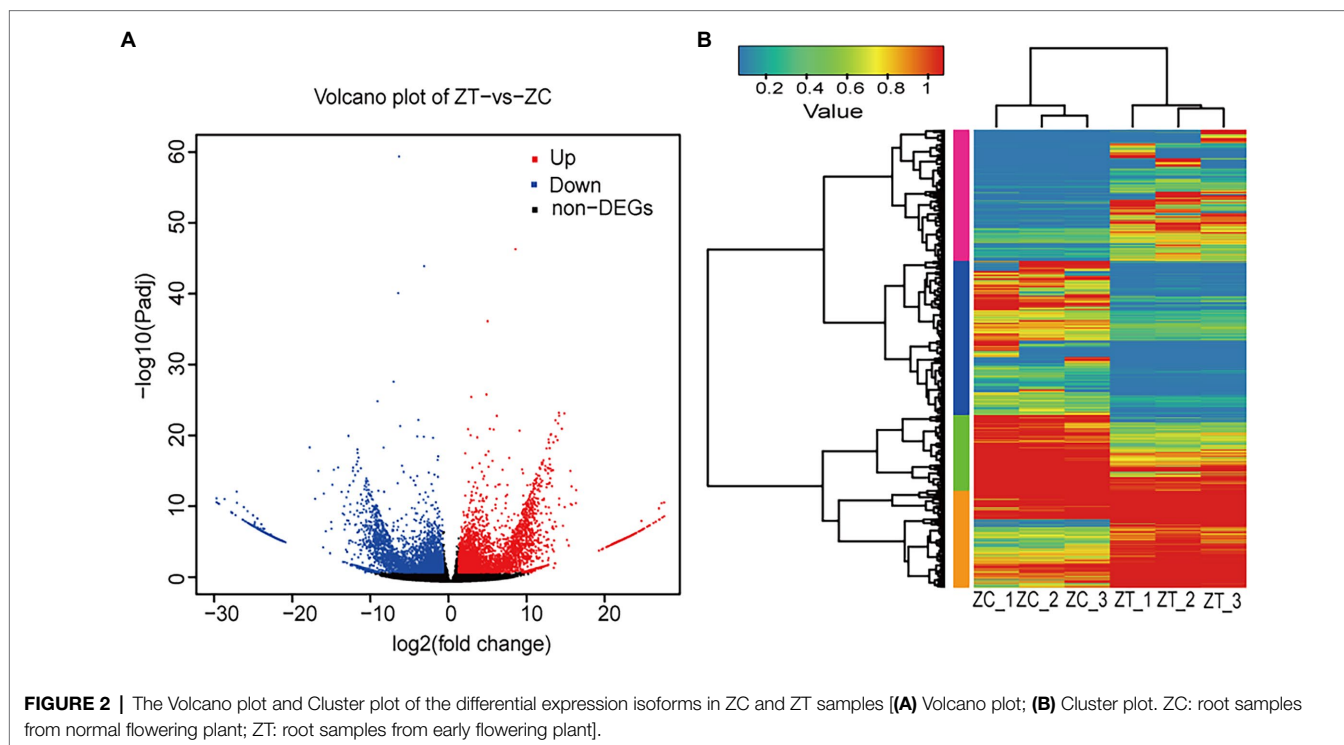 A
Volcano plot of ZT−vs−ZC
Up
Down
non−DEGs
60
50
40
30
20
10
0
−log10(Padj)
−30 −20 −10 0 10 20
log2(fold change)
B
0.2 0.4 0.6 0.8 1
Value
ZC_1 ZC_2 ZC_3 ZT_1 ZT_2 ZT_3
FIGURE 2 | The Volcano plot and Cluster plot of the differential expression isoforms in ZC and ZT samples [(A) Volcano plot; (B) Cluster plot. ZC: root samples
from normal flowering plant; ZT: root samples from early flowering plant].